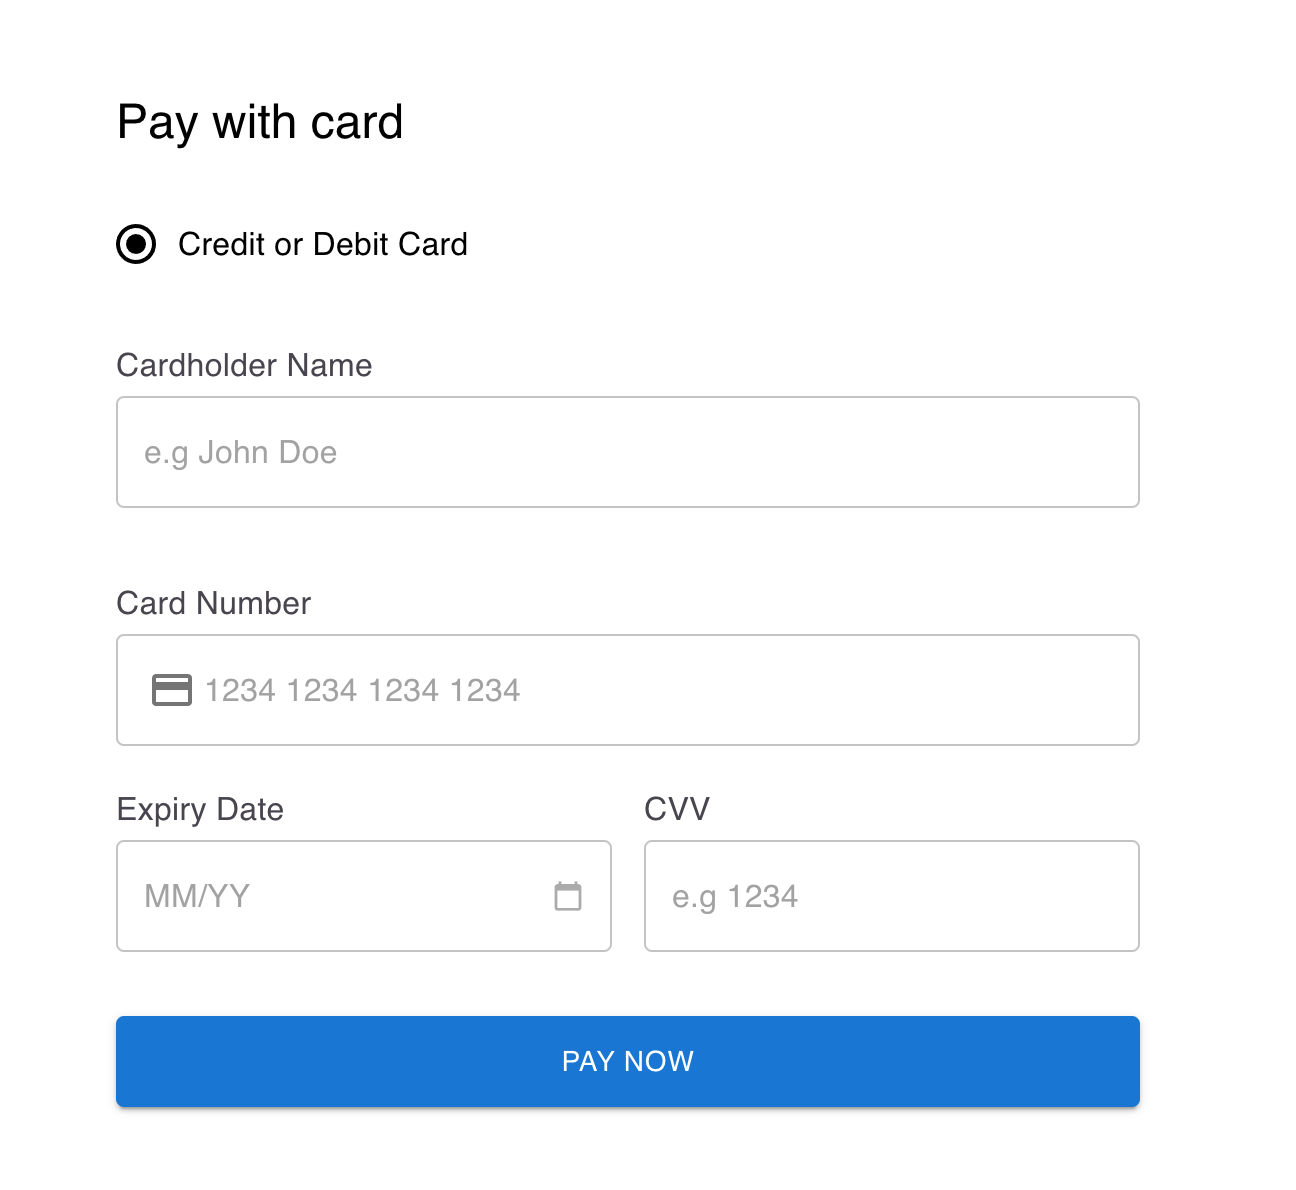 Pay with card
Credit or Debit Card
Cardholder Name
e.g John Doe
Card Number
1234 1234 1234 1234
Expiry Date
CVV
MM/YY
e.g 1234
PAY NOW